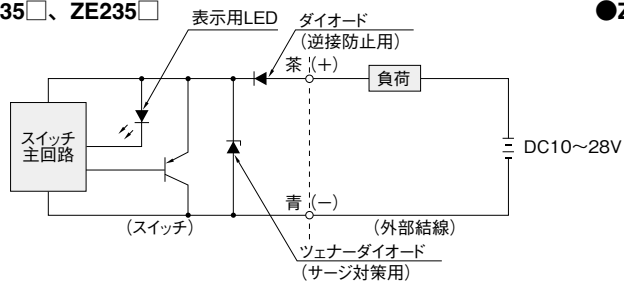 35□、ZE235□
●Z
表示用LED
ダイオード
(逆接防止用)
茶 (+)
負荷
スイッチ
主回路
DC10～28V
青 (−)
(スイッチ)
(外部結線)
ツェナーダイオード
(サージ対策用)